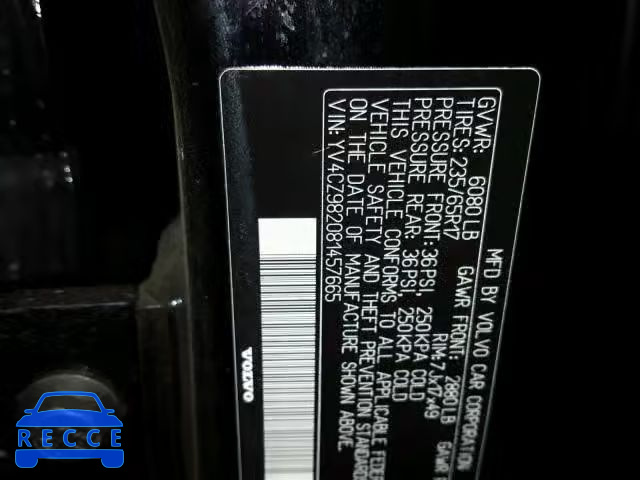 MFD BY VOLVO CAR CORPORATION
GVWR: 6080LB GAWR FRONT: 2880LB GAWR
TIRES: 235/65R17 RIM: 7Jx17x49
PRESSURE FRONT: 36PSI, 250KPA COLD
PRESSURE REAR: 36PSI, 250KPA COLD
THIS VEHICLE CONFORMS TO ALL APPLICABLE
VEHICLE SAFETY AND THEFT PREVENTION
ON THE DATE OF MANUFACTURE SHOWN ABOVE.
VIN: YV4CZ982081457665
VOLVO
RECCE